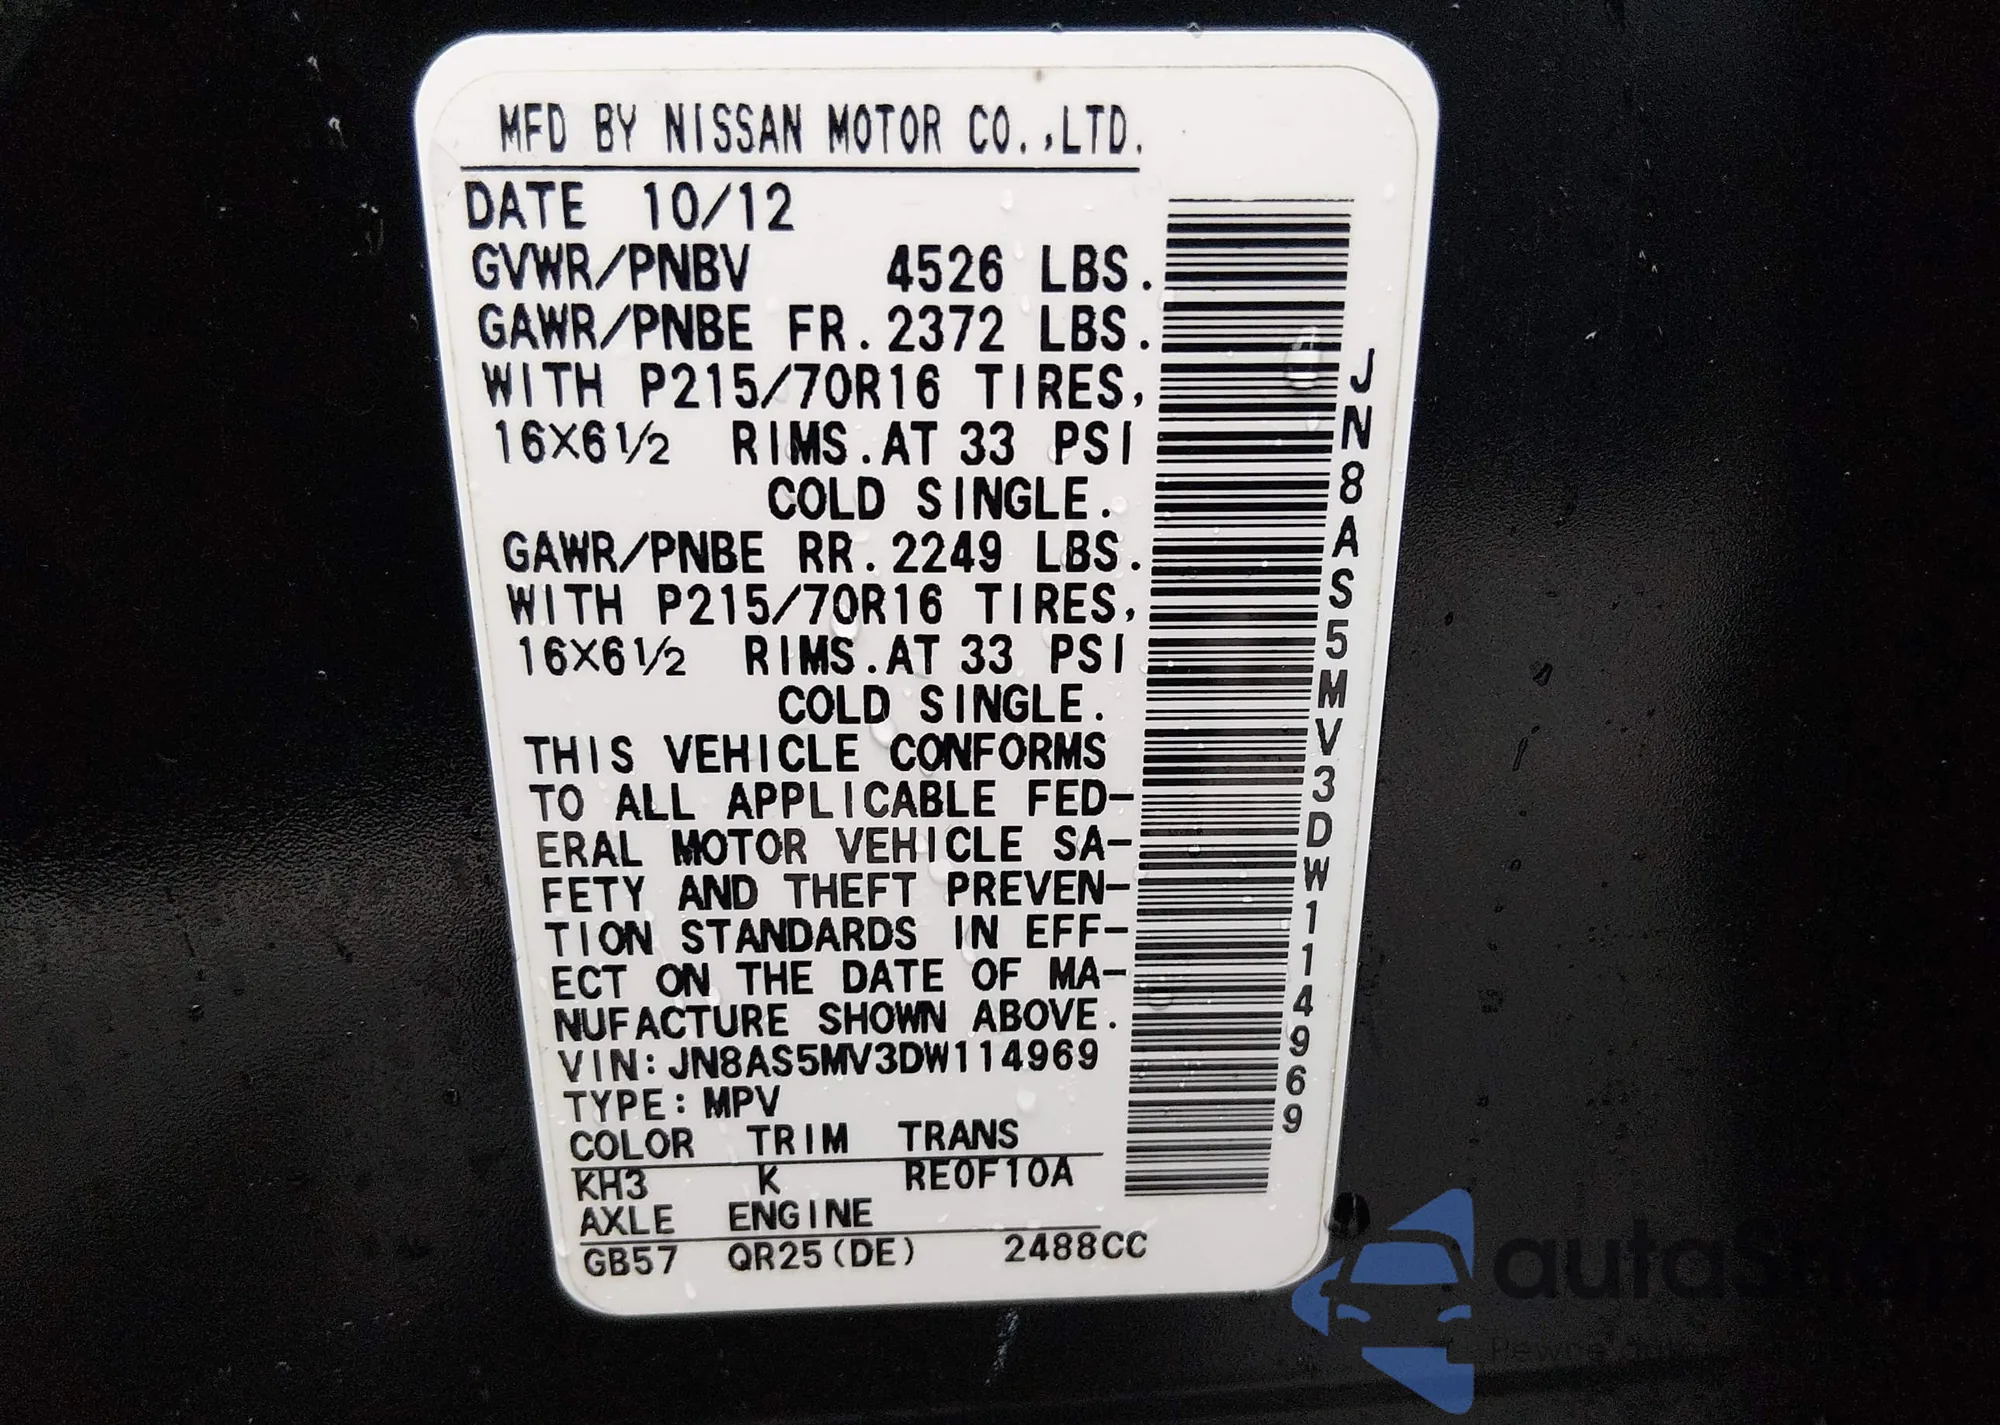 MFD BY NISSAN MOTOR CO.,LTD.
DATE 10/12
GVWR/PNBV 4526 LBS.
GAWR/PNBE FR.2372 LBS.
WITH P215/70R16 TIRES,
16X6½ RIMS.AT 33 PSI
COLD SINGLE.
GAWR/PNBE RR.2249 LBS.
WITH P215/70R16 TIRES,
16X6½ RIMS.AT 33 PSI
COLD SINGLE.
THIS VEHICLE CONFORMS
TO ALL APPLICABLE FED-
ERAL MOTOR VEHICLE SA-
FETY AND THEFT PREVEN-
TION STANDARDS IN EFF-
ECT ON THE DATE OF MA-
NUFACTURE SHOWN ABOVE.
VIN:JN8AS5MV3DW114969
TYPE:MPV
COLOR TRIM TRANS
KH3 K RE0F10A
AXLE ENGINE
GB57 QR25(DE) 2488CC
JN8AS5MV3DW114969